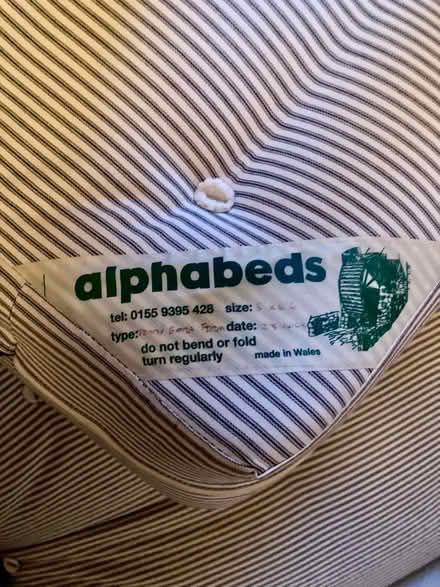 alphabeds
tel: 0155 9395 428 size:
type: date:
do not bend or fold
turn regularly made in Wales